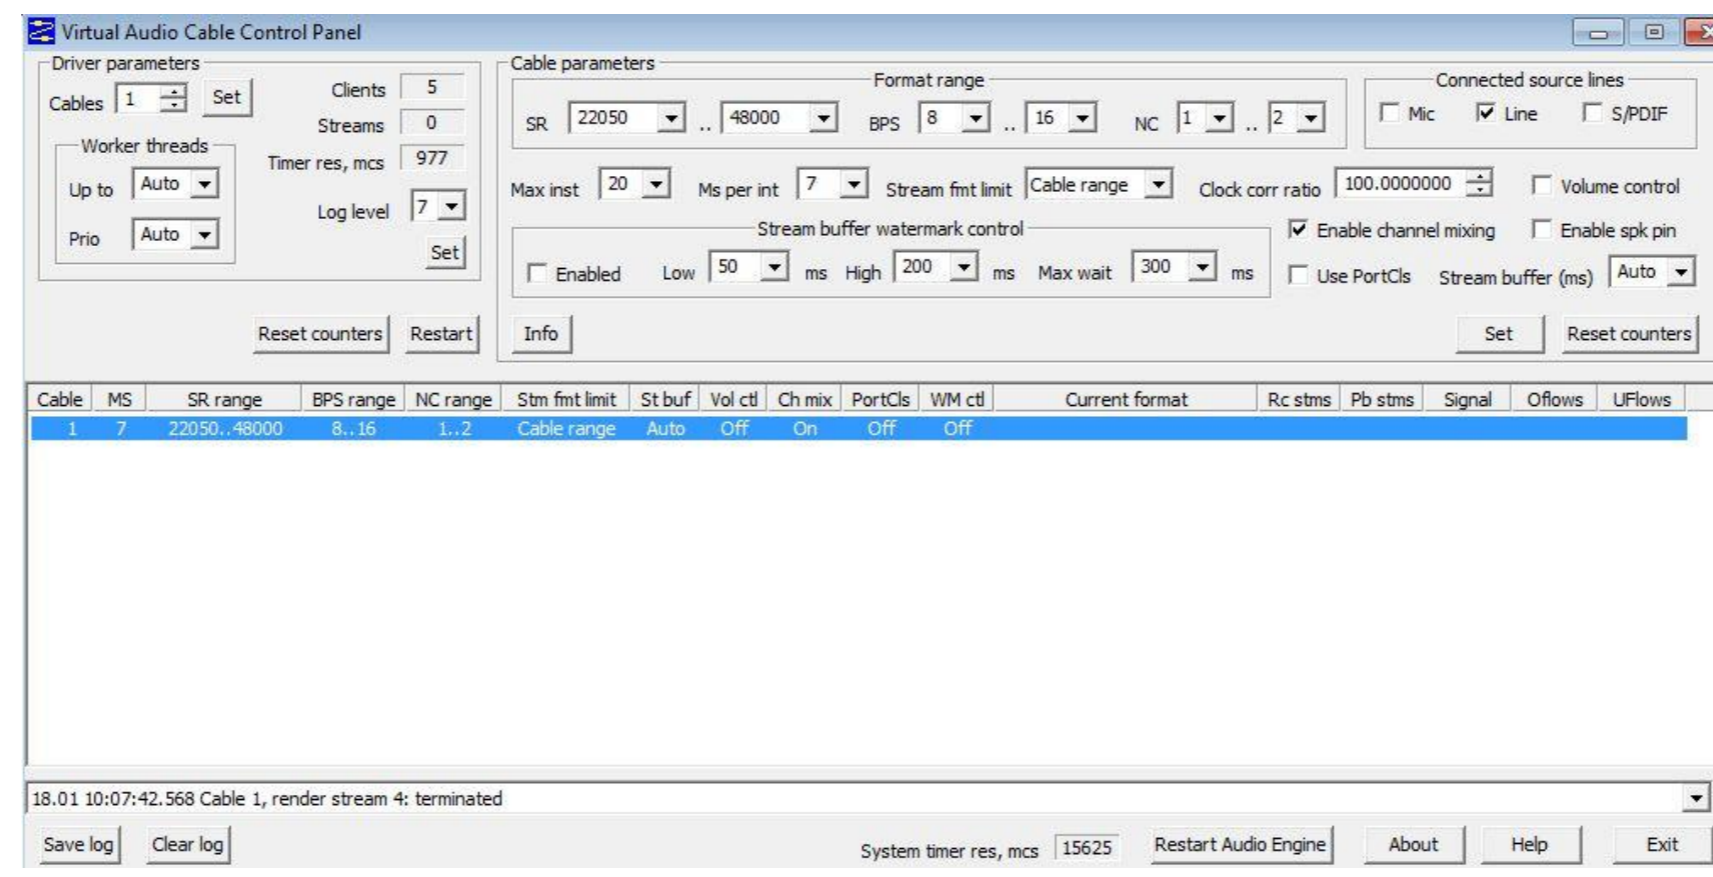 Virtual Audio Cable Control Panel
Driver parameters
Cables 1 Set
Clients 5
Streams 0
Timer res, mcs 977
Worker threads
Up to Auto
Prio Auto
Log level 7
Set
Reset counters Restart
Cable parameters
Format range
SR 22050 .. 48000 BPS 8 .. 16 NC 1 .. 2
Connected source lines
Mic Line S/PDIF
Max inst 20 Ms per int 7 Stream fmt limit Cable range Clock corr ratio 100.0000000 Volume control
Stream buffer watermark control
Enabled Low 50 ms High 200 ms Max wait 300 ms
Enable channel mixing Enable spk pin
Use PortCls Stream buffer (ms) Auto
Info Set Reset counters
Cable MS SR range BPS range NC range Stm fmt limit St buf Vol ctl Ch mix PortCls WM ctl Current format Rc stms Pb stms Signal Oflows UFlows
1 7 22050..48000 8..16 1..2 Cable range Auto Off On Off Off
18.01 10:07:42.568 Cable 1, render stream 4: terminated
Save log Clear log System timer res, mcs 15625 Restart Audio Engine About Help Exit